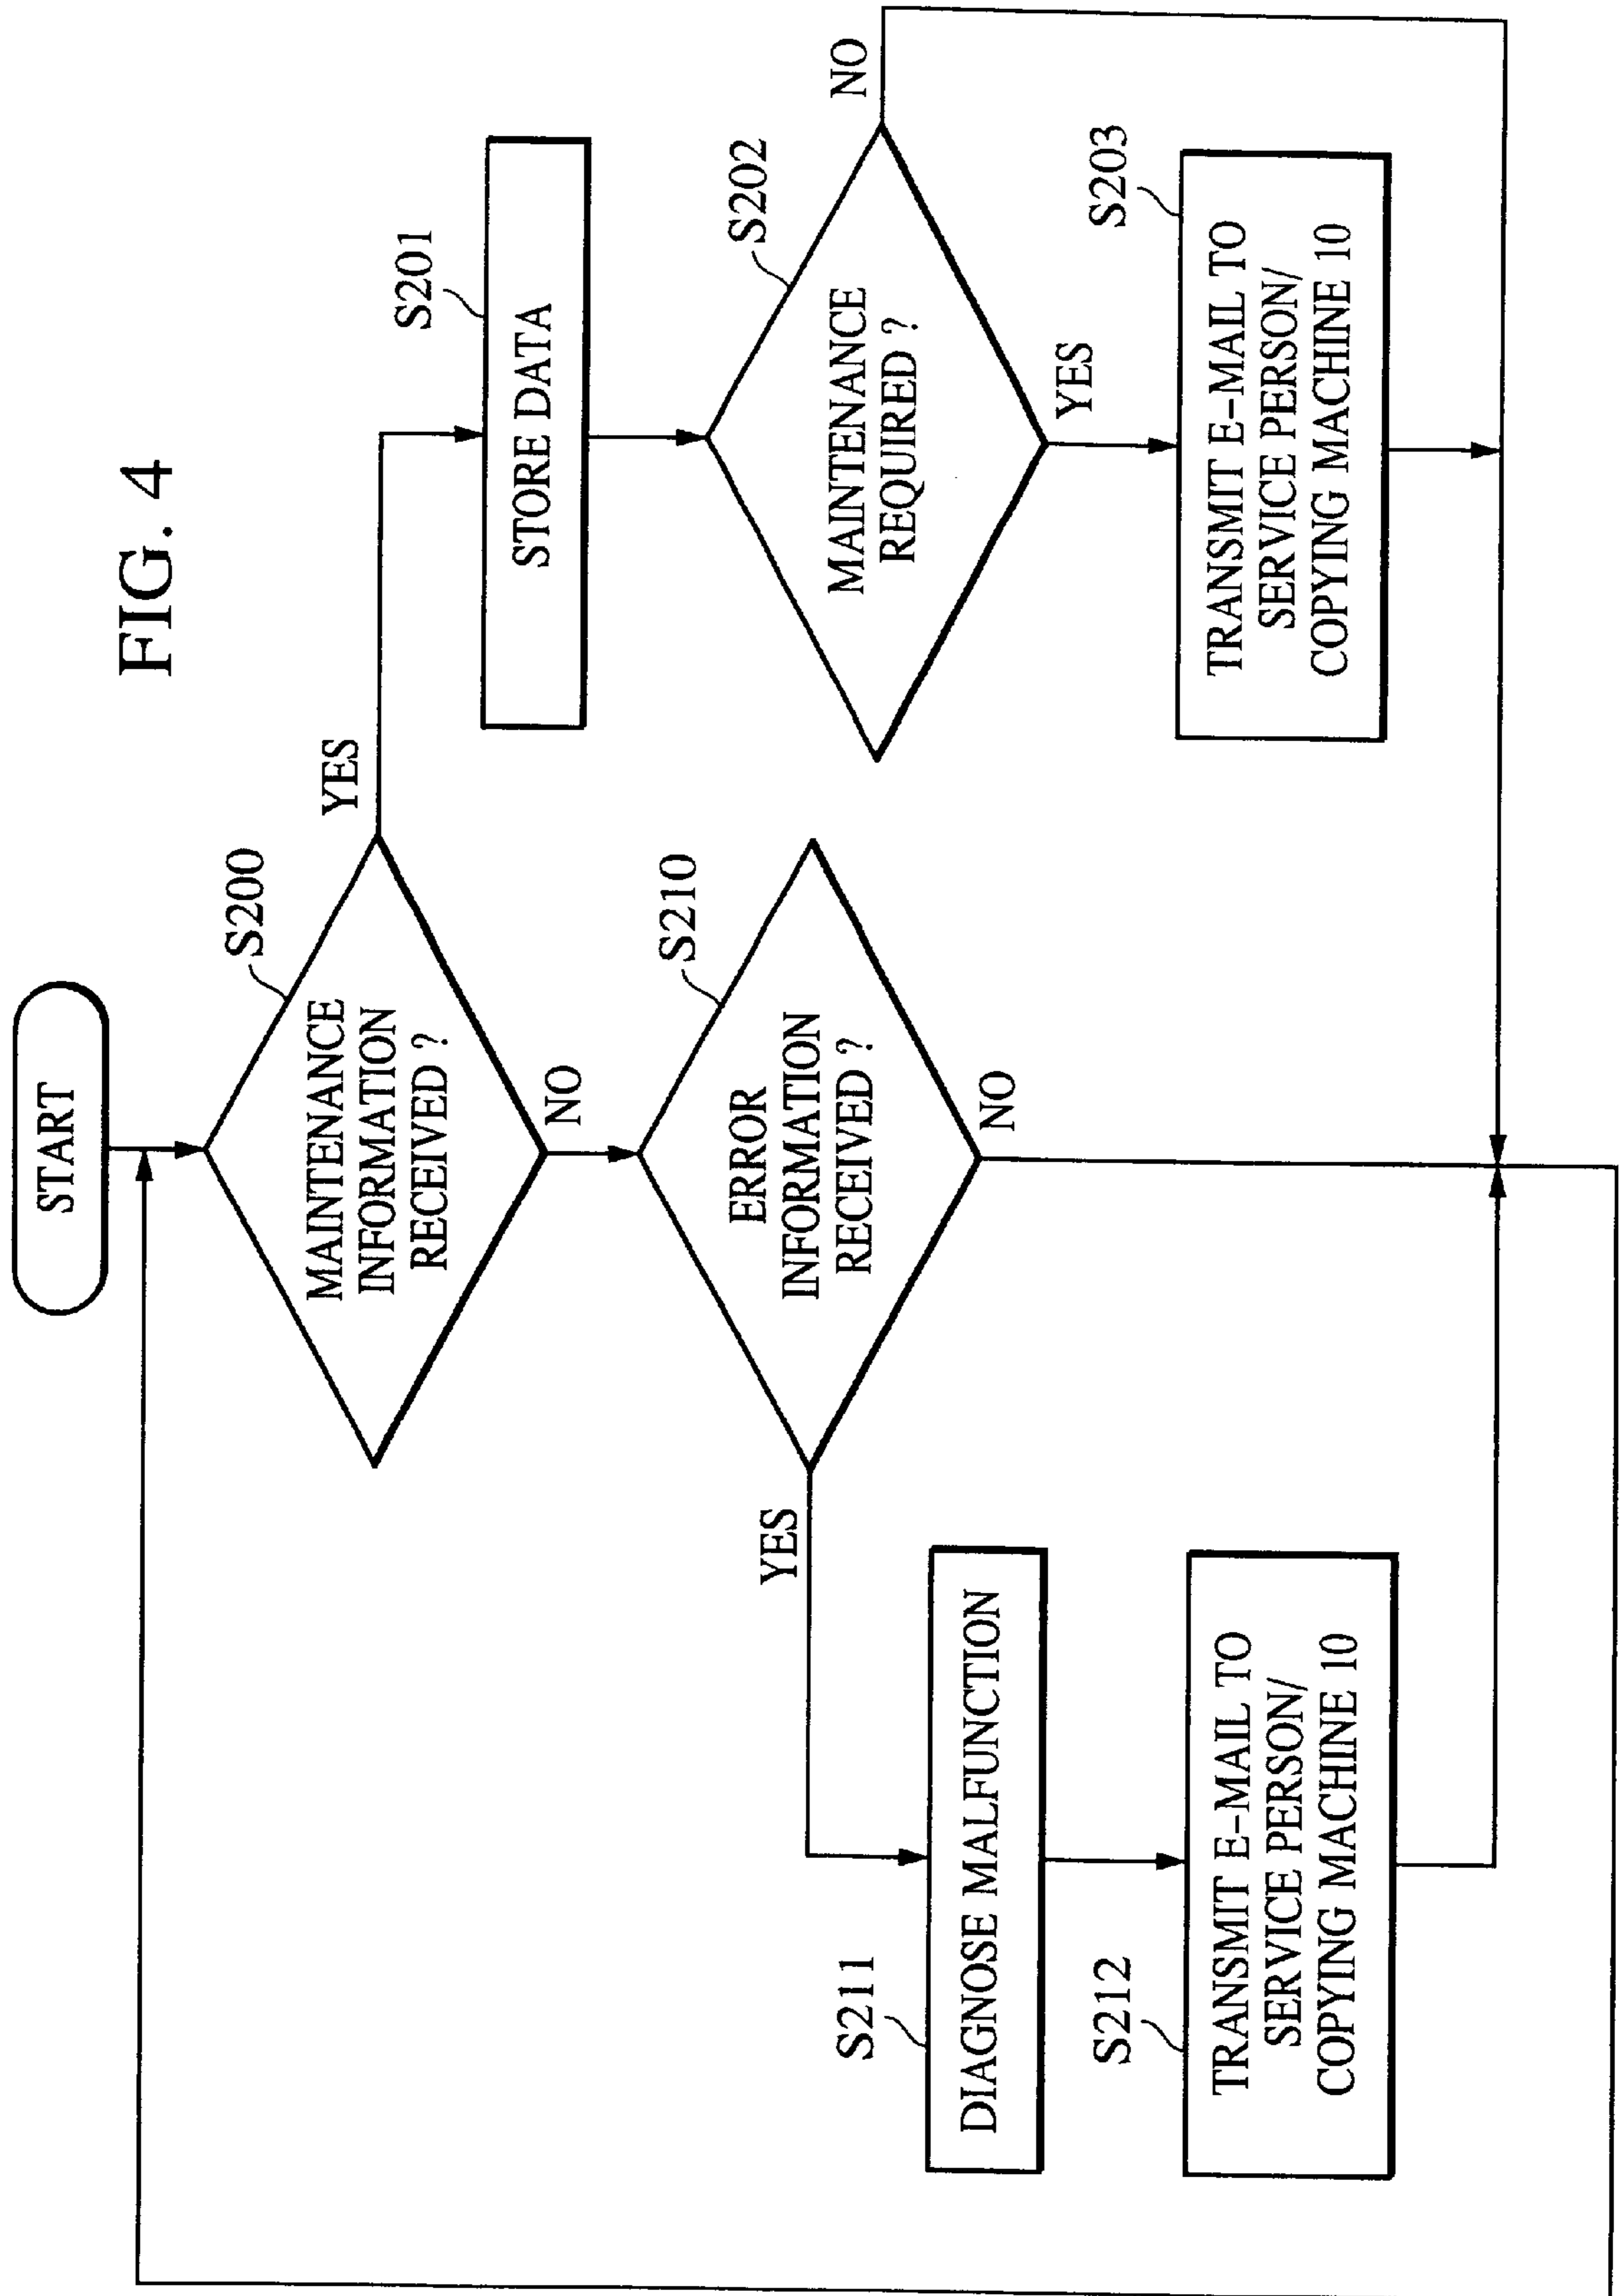 FIG. 4
START
S200
MAINTENANCE
INFORMATION
RECEIVED ?
YES
NO
S201
STORE DATA
S202
MAINTENANCE
REQUIRED ?
NO
YES
S203
TRANSMIT E-MAIL TO
SERVICE PERSON/
COPYING MACHINE 10
S210
ERROR
INFORMATION
RECEIVED ?
YES
NO
S211
DIAGNOSE MALFUNCTION
S212
TRANSMIT E-MAIL TO
SERVICE PERSON/
COPYING MACHINE 10